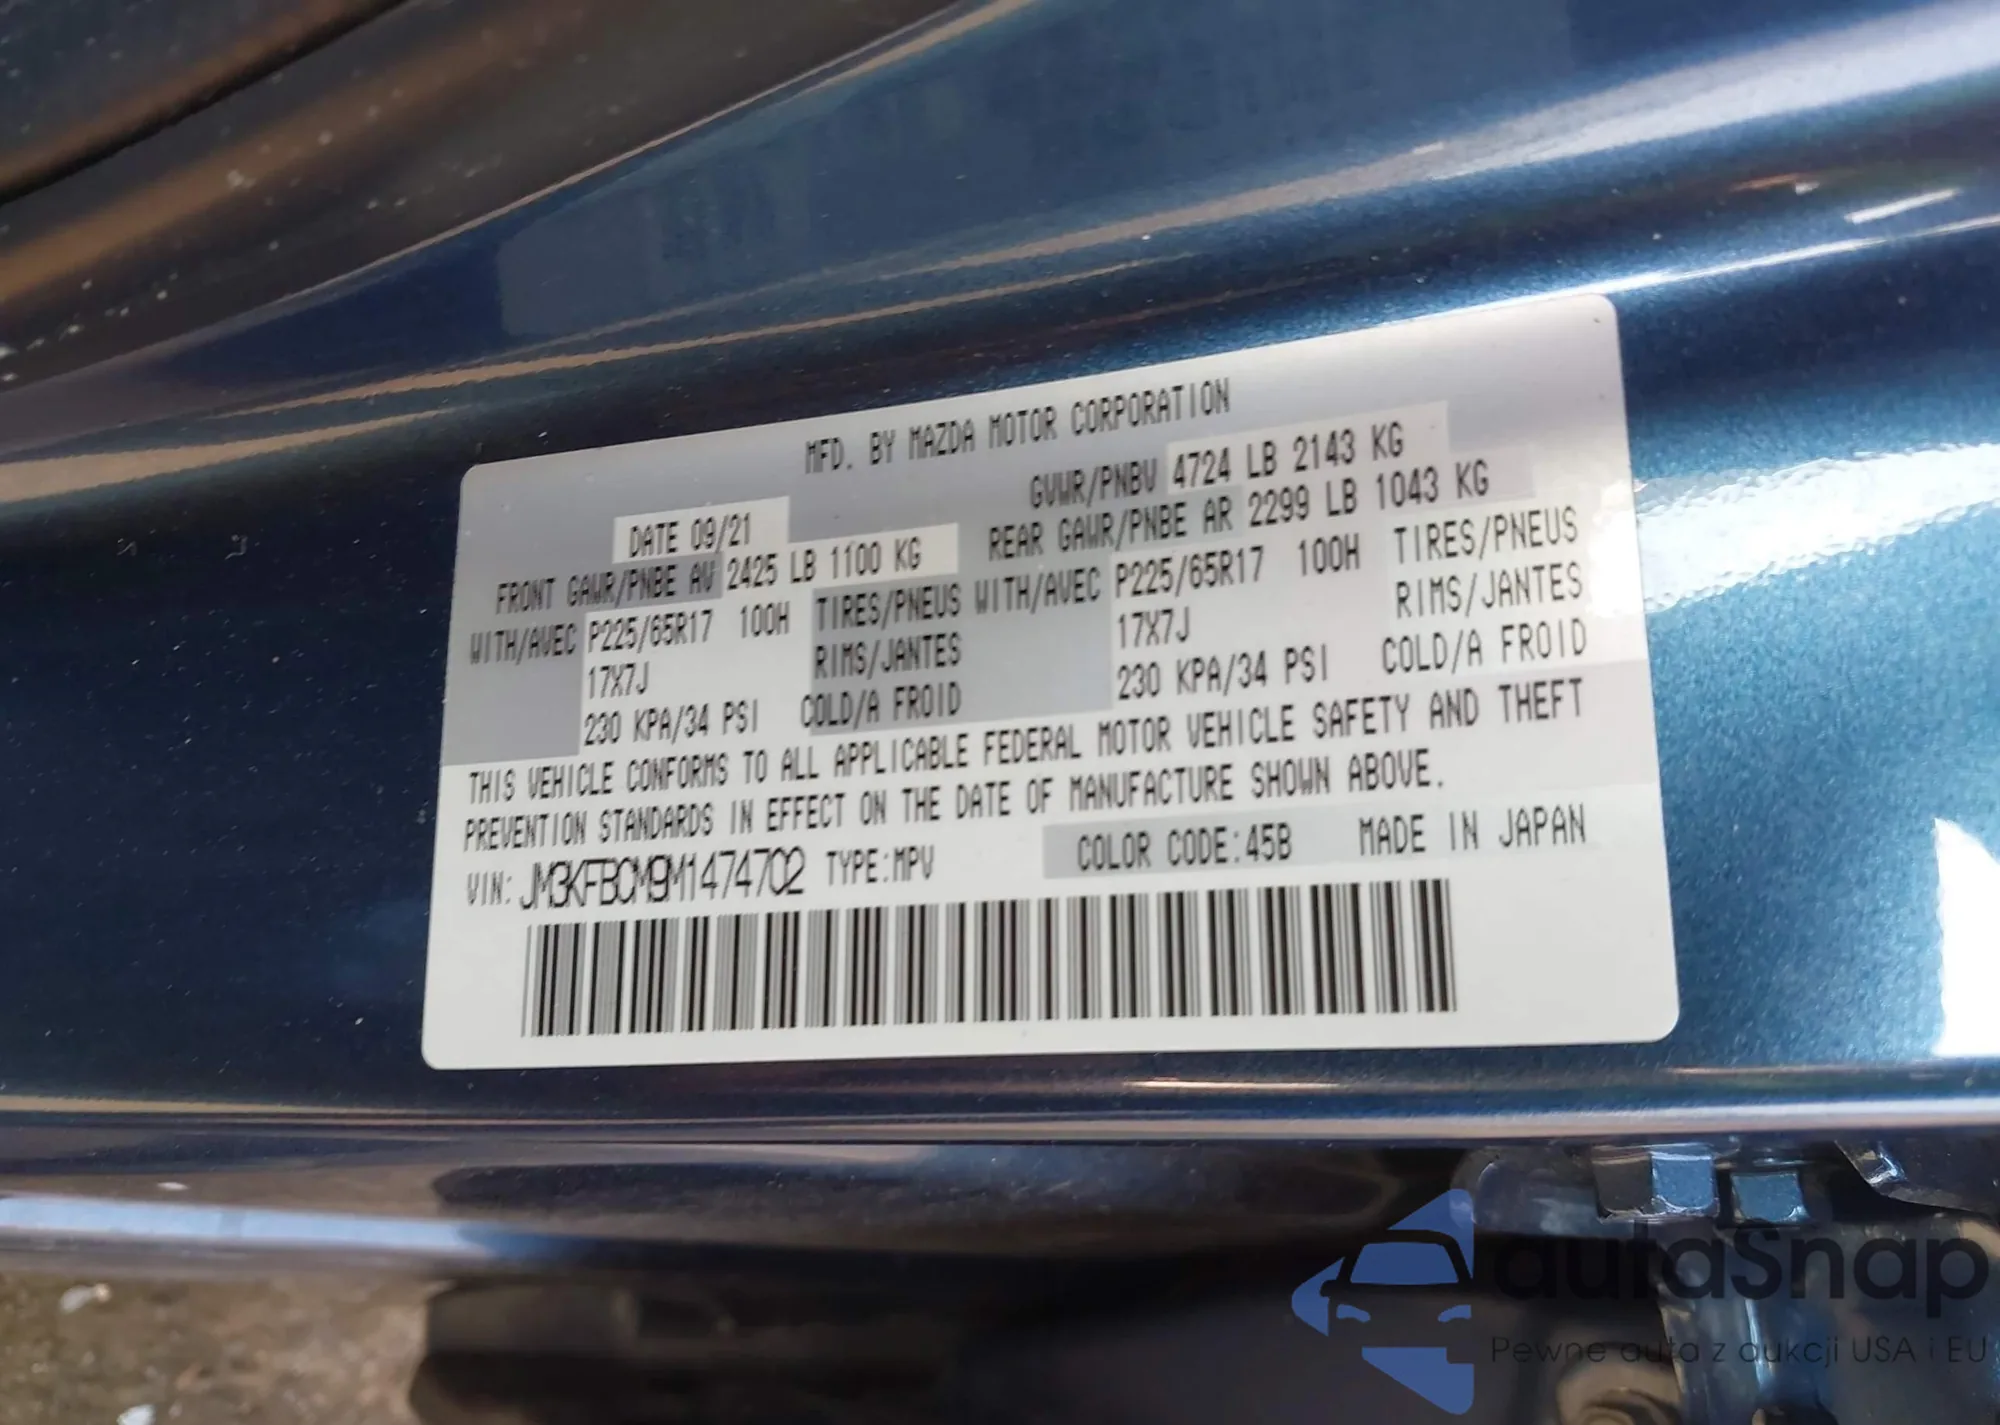 MFD. BY MAZDA MOTOR CORPORATION
DATE 09/21 GVWR/PNBV 4724 LB 2143 KG
FRONT GAWR/PNBE AV 2425 LB 1100 KG REAR GAWR/PNBE AR 2299 LB 1043 KG
WITH/AVEC P225/65R17 100H TIRES/PNEUS WITH/AVEC P225/65R17 100H TIRES/PNEUS
17X7J RIMS/JANTES 17X7J RIMS/JANTES
230 KPA/34 PSI COLD/A FROID 230 KPA/34 PSI COLD/A FROID
THIS VEHICLE CONFORMS TO ALL APPLICABLE FEDERAL MOTOR VEHICLE SAFETY AND THEFT
PREVENTION STANDARDS IN EFFECT ON THE DATE OF MANUFACTURE SHOWN ABOVE.
VIN: JM3KFBCM9M1474702 TYPE:MPV COLOR CODE:45B MADE IN JAPAN
autaSnap
Pewne auta z aukcji USA i EU